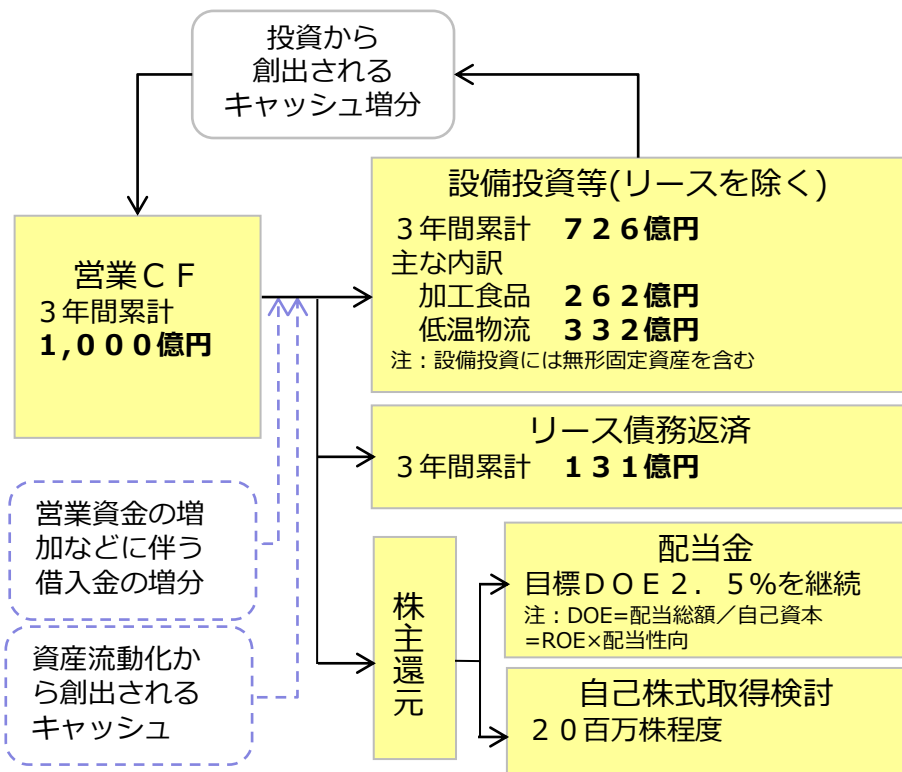 投資から
創出される
キャッシュ増分
設備投資等(リースを除く)
３年間累計　７２６億円
主な内訳
加工食品　２６２億円
低温物流　３３２億円
注：設備投資には無形固定資産を含む
営業ＣＦ
３年間累計
１,０００億円
リース債務返済
３年間累計　１３１億円
営業資金の増
加などに伴う
借入金の増分
資産流動化か
ら創出される
キャッシュ
株主還元
配当金
目標ＤＯＥ２．５％を継続
注：DOE=配当総額／自己資本
=ROE×配当性向
自己株式取得検討
２０百万株程度